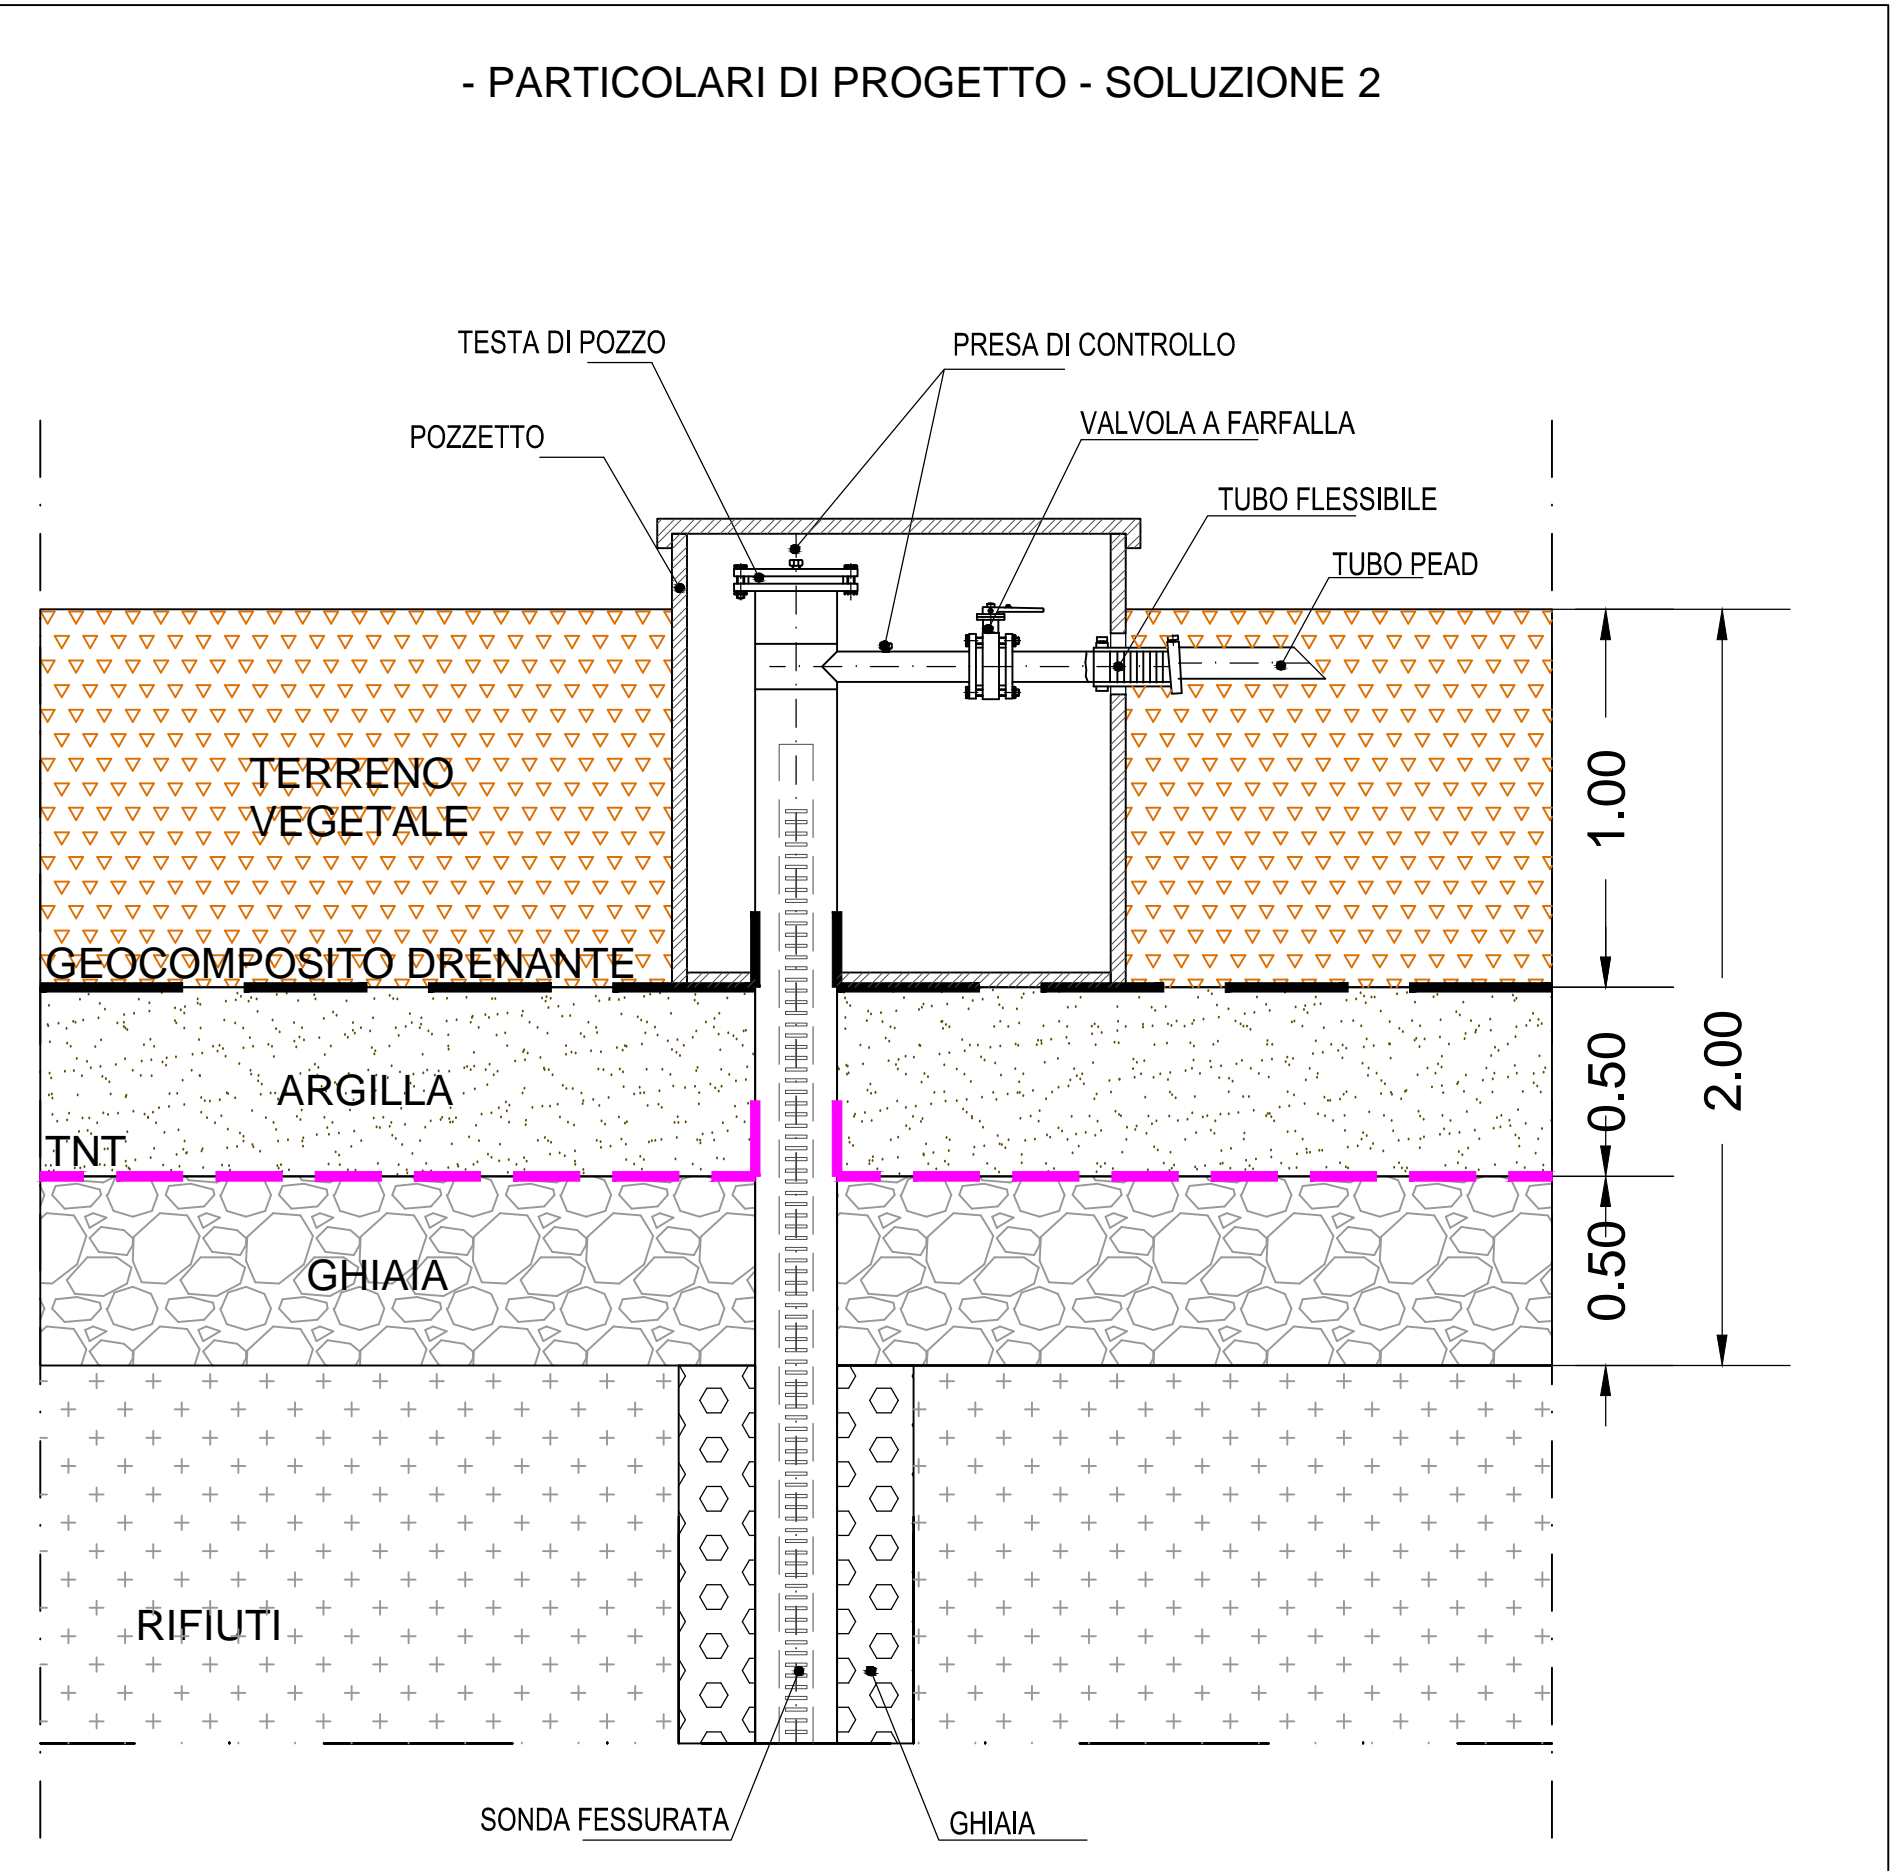 - PARTICOLARI DI PROGETTO - SOLUZIONE 2
TESTA DI POZZO
PRESA DI CONTROLLO
POZZETTO
VALVOLA A FARFALLA
TUBO FLESSIBILE
TUBO PEAD
TERRENO
VEGETALE
1.00
GEOCOMPOSITO DRENANTE
ARGILLA
0.50
2.00
TNT
GHIAIA
0.50
RIFIUTI
SONDA FESSURATA
GHIAIA